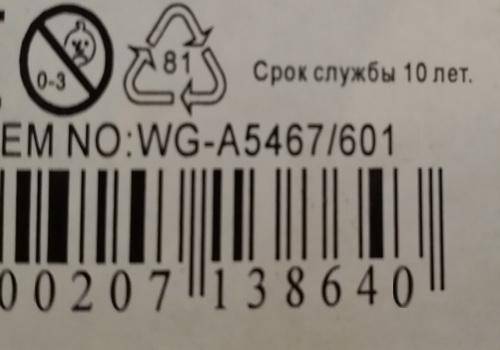 0-3
81
Срок службы 10 лет.
EM NO:WG-A5467/601
00207 138640